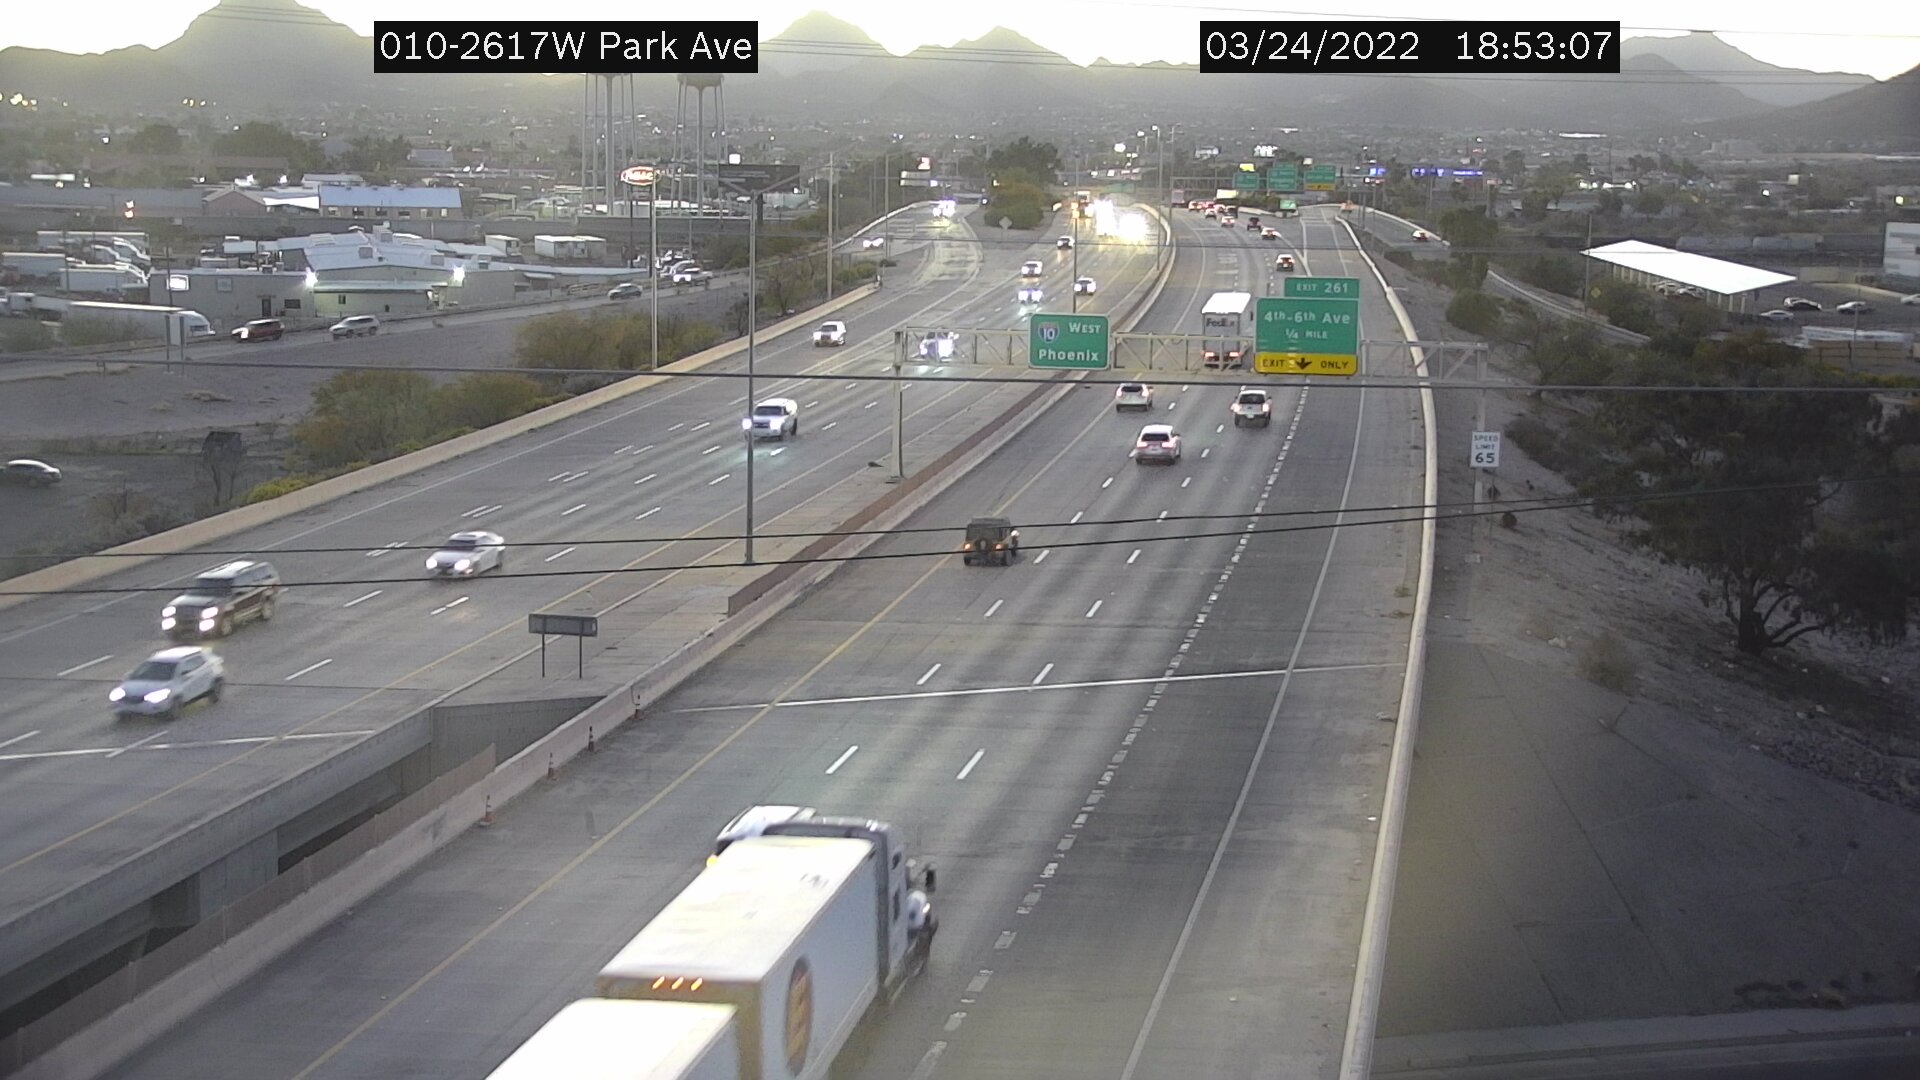 010-2617W Park Ave
03/24/2022 18:53:07
EXIT 261
4th-6th Ave
1/4 MILE
EXIT ONLY
10
WEST
Phoenix
FedEx
SPEED
LIMIT
65